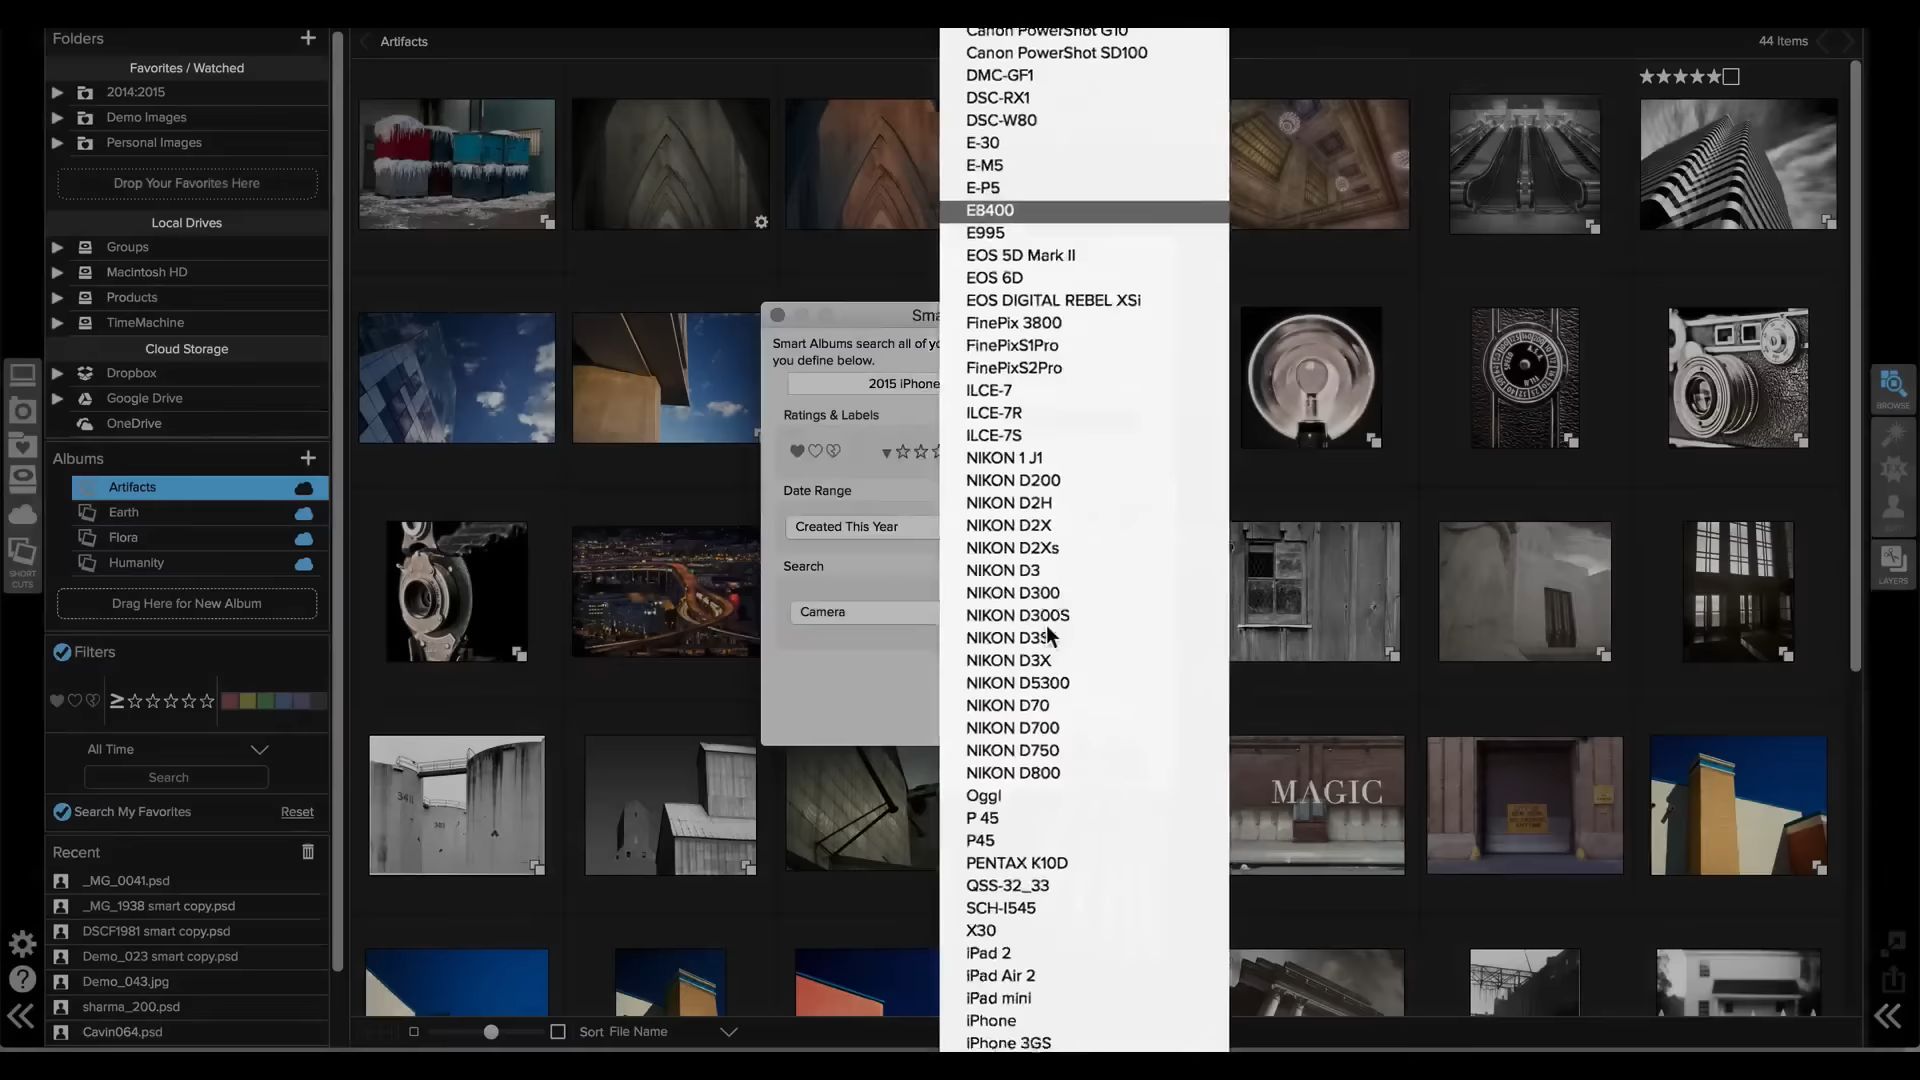 Folders
Favorites / Watched
2014:2015
Demo Images
Personal Images
Drop Your Favorites Here
Local Drives
Groups
Macintosh HD
Products
TimeMachine
Cloud Storage
Dropbox
Google Drive
OneDrive
Albums
Artifacts
Earth
Flora
Humanity
Drag Here for New Album
Filters
All Time
Search
Search My Favorites Reset
Recent
_MG_0041.psd
_MG_1938 smart copy.psd
DSCF1981 smart copy.psd
Demo_023 smart copy.psd
Demo_043.jpg
sharma_200.psd
Cavin064.psd
SHORT
CUTS
Artifacts
44 Items
Sma
Smart Albums search all of yo
you define below.
2015 iPhone
Ratings & Labels
Date Range
Created This Year
Search
Camera
Canon PowerShot G10
Canon PowerShot SD100
DMC-GF1
DSC-RX1
DSC-W80
E-30
E-M5
E-P5
E8400
E995
EOS 5D Mark II
EOS 6D
EOS DIGITAL REBEL XSi
FinePix 3800
FinePixS1Pro
FinePixS2Pro
ILCE-7
ILCE-7R
ILCE-7S
NIKON 1 J1
NIKON D200
NIKON D2H
NIKON D2X
NIKON D2Xs
NIKON D3
NIKON D300
NIKON D300S
NIKON D3S
NIKON D3X
NIKON D5300
NIKON D70
NIKON D700
NIKON D750
NIKON D800
Oggl
P 45
P45
PENTAX K10D
QSS-32_33
SCH-I545
X30
iPad 2
iPad Air 2
iPad mini
iPhone
iPhone 3GS
MAGIC
Sort File Name
BROWSE
LAYERS